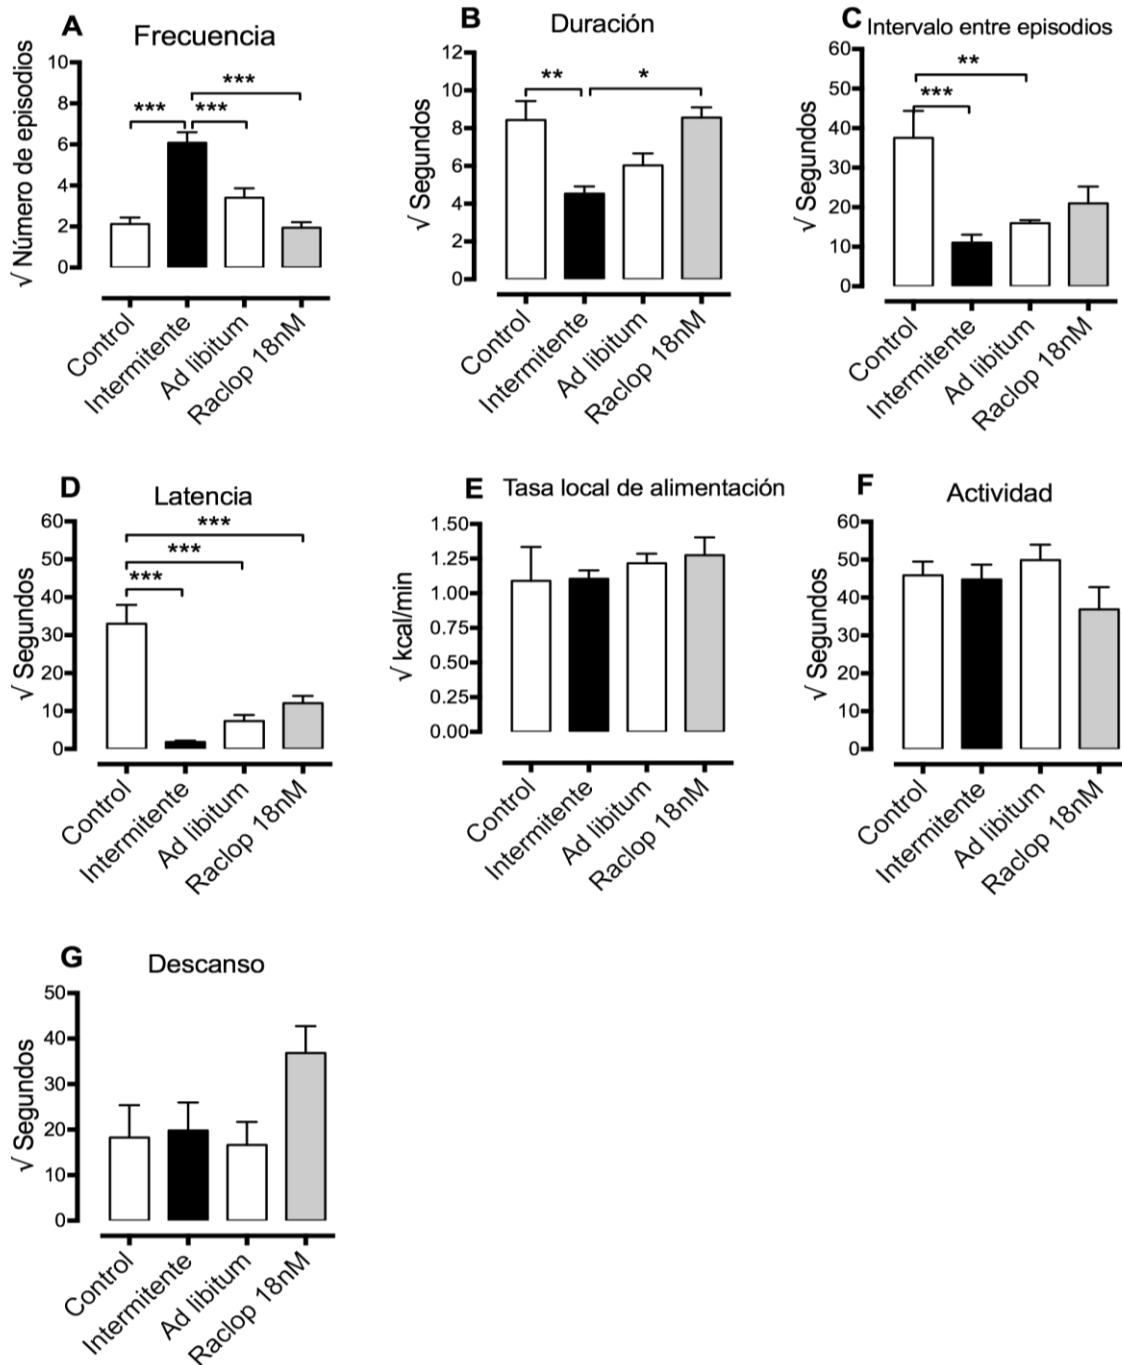 A
Frecuencia
√ Número de episodios
10
8
6
4
2
0
***
***
***
Control
Intermitente
Ad libitum
Raclop 18nM
B
Duración
√ Segundos
12
10
8
6
4
2
0
**
*
Control
Intermitente
Ad libitum
Raclop 18nM
C
Intervalo entre episodios
√ Segundos
60
50
40
30
20
10
0
**
***
Control
Intermitente
Ad libitum
Raclop 18nM
D
Latencia
√ Segundos
60
50
40
30
20
10
0
***
***
***
Control
Intermitente
Ad libitum
Raclop 18nM
E
Tasa local de alimentación
√ kcal/min
1.50
1.25
1.00
0.75
0.50
0.25
0.00
Control
Intermitente
Ad libitum
Raclop 18nM
F
Actividad
√ Segundos
60
50
40
30
20
10
0
Control
Intermitente
Ad libitum
Raclop 18nM
G
Descanso
√ Segundos
50
40
30
20
10
0
Control
Intermitente
Ad libitum
Raclop 18nM